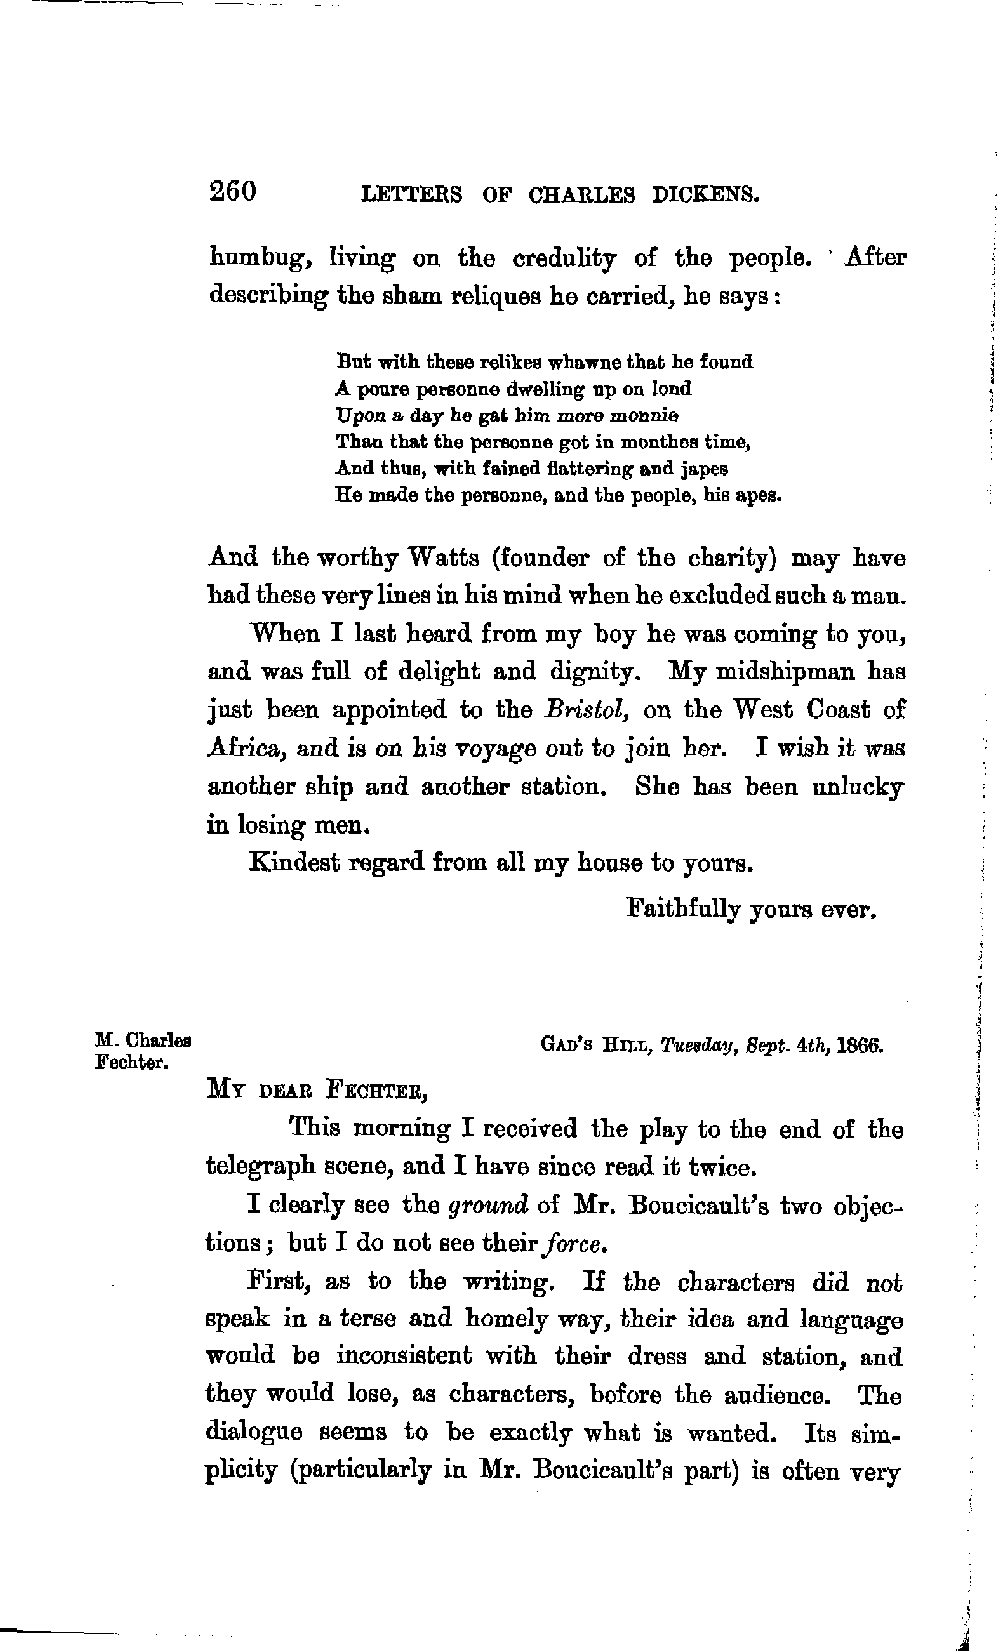 260 LETTERS OF CHARLES DICKENS.
humbug, living on the credulity of the people. After
describing the sham reliques he carried, he says:
But with these relikes whawne that he found
A poure personne dwelling up on lond
Upon a day he gat him more monnie
Than that the personne got in monthes time,
And thus, with fained flattering and japes
He made the personne, and the people, his apes.
And the worthy Watts (founder of the charity) may have
had these very lines in his mind when he excluded such a man.
When I last heard from my boy he was coming to you,
and was full of delight and dignity. My midshipman has
just been appointed to the Bristol, on the West Coast of
Africa, and is on his voyage out to join her. I wish it was
another ship and another station. She has been unlucky
in losing men.
Kindest regard from all my house to yours.
Faithfully yours ever.
M. Charles
Fechter.
GAD'S HILL, Tuesday, Sept. 4th, 1866.
MY DEAR FECHTER,
This morning I received the play to the end of the
telegraph scene, and I have since read it twice.
I clearly see the ground of Mr. Boucicault's two objec-
tions; but I do not see their force.
First, as to the writing. If the characters did not
speak in a terse and homely way, their idea and language
would be inconsistent with their dress and station, and
they would lose, as characters, before the audience. The
dialogue seems to be exactly what is wanted. Its sim-
plicity (particularly in Mr. Boucicault's part) is often very